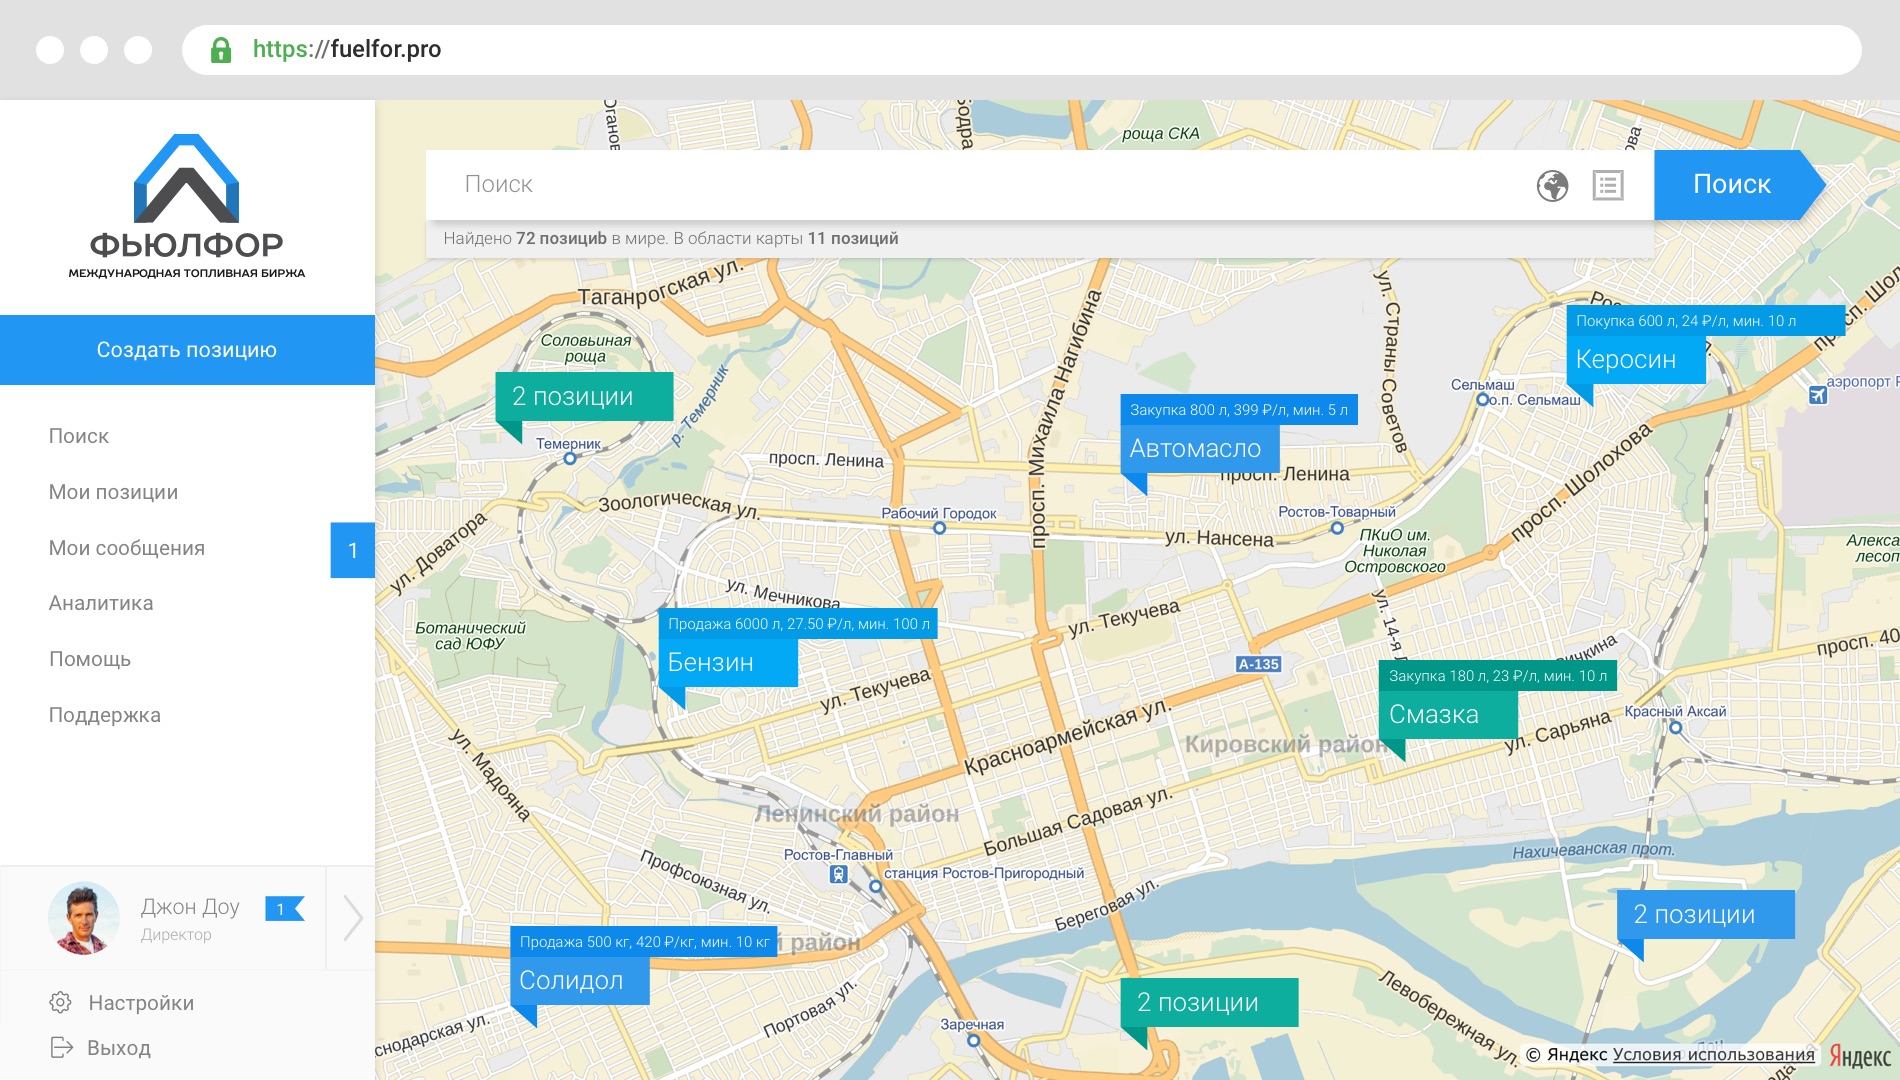 https://fuelfor.pro
ФЬЮЛФОР
МЕЖДУНАРОДНАЯ ТОПЛИВНАЯ БИРЖА
Создать позицию
Поиск
Мои позиции
Мои сообщения
1
Аналитика
Помощь
Поддержка
Джон Доу
1
Директор
Настройки
Выход
роща СКА
Поиск
Поиск
Найдено 72 позициь в мире. В области карты 11 позиций
Таганрогская ул.
просп. Михаила Нагибина
ул. Страны Советов
Соловьиная
роща
2 позиции
Темерник
р. Темерник
Покупка 600 л, 24 ₽/л, мин. 10 л
Керосин
Сельмаш
о.п. Сельмаш
аэропорт
Закупка 800 л, 399 ₽/л, мин. 5 л
Автомасло
просп. Ленина
просп. Ленина
просп. Шолохова
Зоологическая ул.
Рабочий Городок
Ростов-Товарный
ул. Нансена
ПКиО им.
Николая
Островского
ул. Доватора
ул. Мечникова
Ботанический
сад ЮФУ
Продажа 6000 л, 27.50 ₽/л, мин. 100 л
Бензин
ул. Текучева
ул. Текучева
А-135
ул. 14-я
просп. 40
Закупка 180 л, 23 ₽/л, мин. 10 л
Смазка
Красный Аксай
ул. Сарьяна
Красноармейская ул.
Кировский район
ул. Мадояна
Ленинский район
Большая Садовая ул.
Ростов-Главный
станция Ростов-Пригородный
Профсоюзная ул.
Береговая ул.
Нахичеванская прот.
2 позиции
Продажа 500 кг, 420 ₽/кг, мин. 10 кг
район
Солидол
2 позиции
Портовая ул.
Заречная
Левобережная ул.
© Яндекс Условия использования
Яндекс